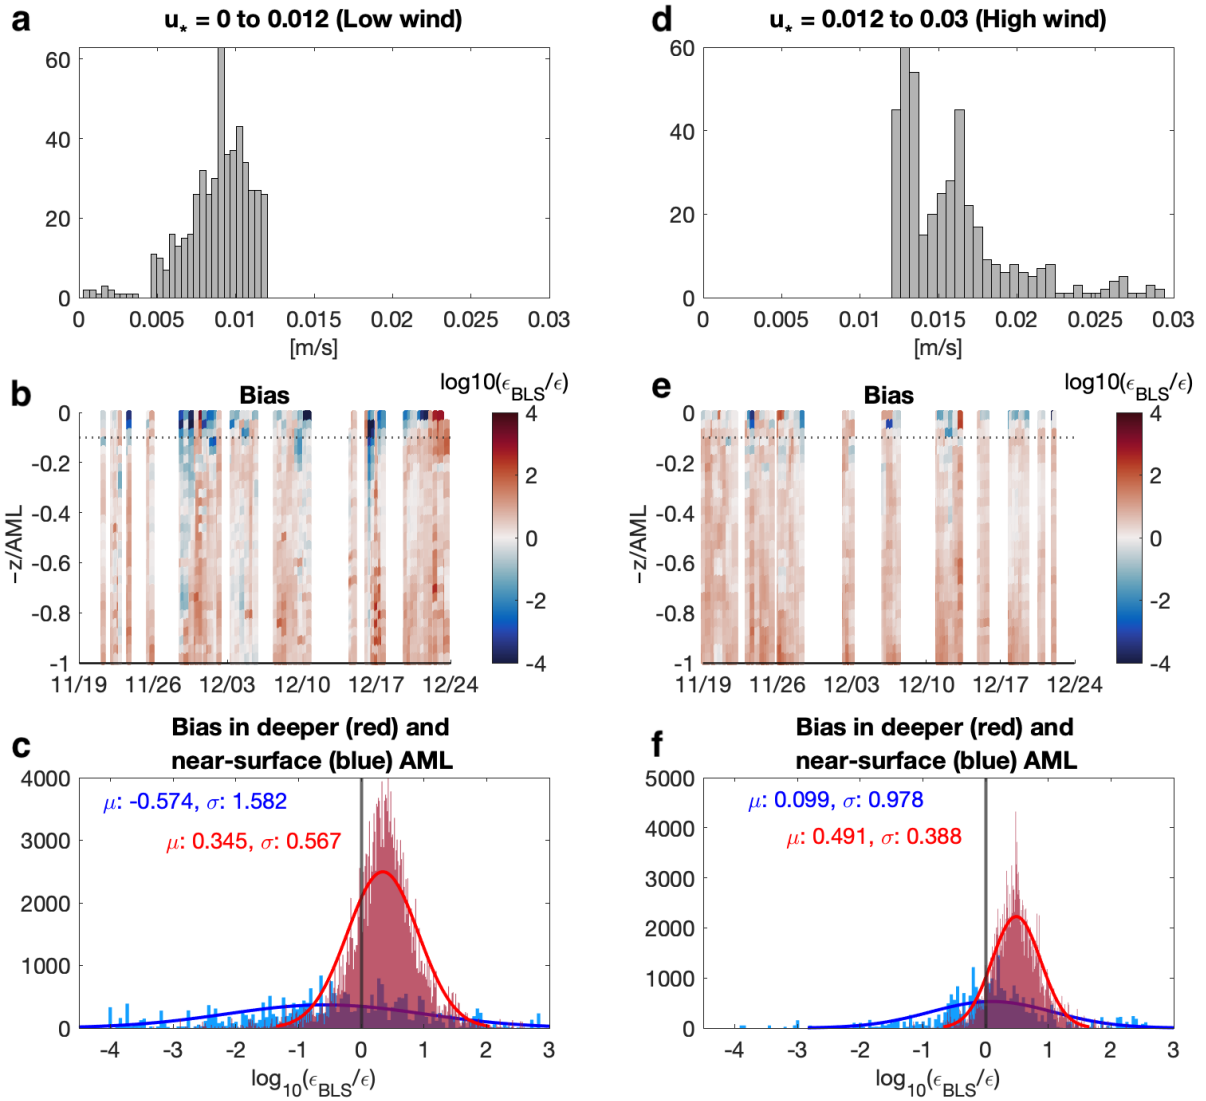 a
u* = 0 to 0.012 (Low wind)
60
40
20
0
0 0.005 0.01 0.015 0.02 0.025 0.03
[m/s]
d
u* = 0.012 to 0.03 (High wind)
60
40
20
0
0 0.005 0.01 0.015 0.02 0.025 0.03
[m/s]
b
Bias
log10(ϵBLS/ϵ)
0
-0.2
-0.4
-0.6
-0.8
-1
-z/AML
11/19 11/26 12/03 12/10 12/17 12/24
4
2
0
-2
-4
e
Bias
log10(ϵBLS/ϵ)
0
-0.2
-0.4
-0.6
-0.8
-1
-z/AML
11/19 11/26 12/03 12/10 12/17 12/24
4
2
0
-2
-4
c
Bias in deeper (red) and
near-surface (blue) AML
μ: -0.574, σ: 1.582
μ: 0.345, σ: 0.567
4000
3000
2000
1000
0
-4 -3 -2 -1 0 1 2 3
log10(ϵBLS/ϵ)
f
Bias in deeper (red) and
near-surface (blue) AML
μ: 0.099, σ: 0.978
μ: 0.491, σ: 0.388
5000
4000
3000
2000
1000
0
-4 -3 -2 -1 0 1 2 3
log10(ϵBLS/ϵ)